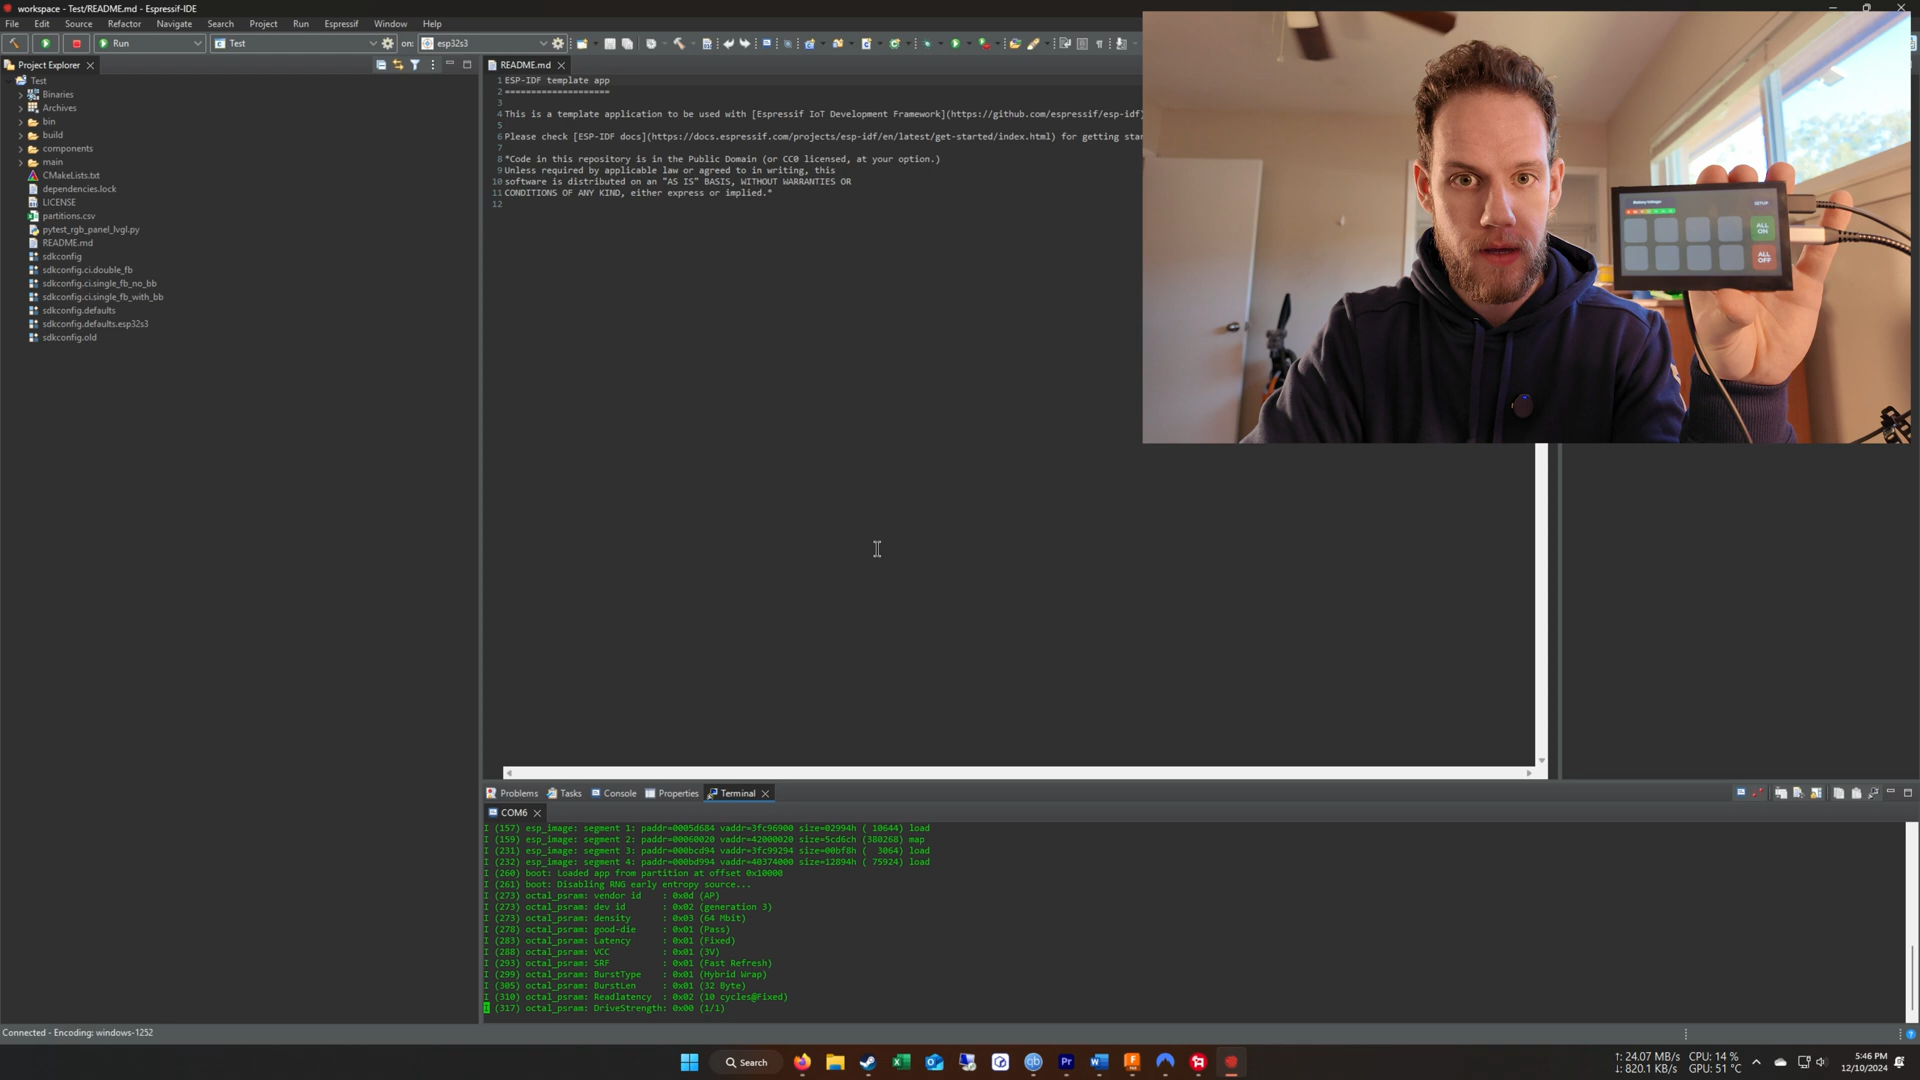 workspace - Test/README.md - Espressif-IDE
File Edit Source Refactor Navigate Search Project Run Espressif Window Help
Run Test on: esp32s3
Project Explorer
Test
Binaries
Archives
bin
build
components
main
CMakeLists.txt
dependencies.lock
LICENSE
partitions.csv
pytest_rgb_panel_lvgl.py
README.md
sdkconfig
sdkconfig.ci.double_fb
sdkconfig.ci.single_fb_no_bb
sdkconfig.ci.single_fb_with_bb
sdkconfig.defaults
sdkconfig.defaults.esp32s3
sdkconfig.old
README.md
1 ESP-IDF template app
2 ====================
3
4 This is a template application to be used with [Espressif IoT Development Framework](https://github.com/espressif/esp-idf)
5
6 Please check [ESP-IDF docs](https://docs.espressif.com/projects/esp-idf/en/latest/get-started/index.html) for getting star
7
8 *Code in this repository is in the Public Domain (or CC0 licensed, at your option.)
9 Unless required by applicable law or agreed to in writing, this
10 software is distributed on an "AS IS" BASIS, WITHOUT WARRANTIES OR
11 CONDITIONS OF ANY KIND, either express or implied.*
12
Battery Voltage:
SETUP
ALL
ON
ALL
OFF
Problems Tasks Console Properties Terminal
COM6
I (157) esp_image: segment 1: paddr=0005d684 vaddr=3fc96900 size=02994h ( 10644) load
I (159) esp_image: segment 2: paddr=00060020 vaddr=42000020 size=5cd6ch (380268) map
I (231) esp_image: segment 3: paddr=000bcd94 vaddr=3fc99294 size=00bf8h (  3064) load
I (232) esp_image: segment 4: paddr=000bd994 vaddr=40374000 size=12894h ( 75924) load
I (260) boot: Loaded app from partition at offset 0x10000
I (261) boot: Disabling RNG early entropy source...
I (273) octal_psram: vendor id    : 0x0d (AP)
I (273) octal_psram: dev id       : 0x02 (generation 3)
I (273) octal_psram: density      : 0x03 (64 Mbit)
I (278) octal_psram: good-die     : 0x01 (Pass)
I (283) octal_psram: Latency      : 0x01 (Fixed)
I (288) octal_psram: VCC          : 0x01 (3V)
I (293) octal_psram: SRF          : 0x01 (Fast Refresh)
I (299) octal_psram: BurstType    : 0x01 (Hybrid Wrap)
I (305) octal_psram: BurstLen     : 0x01 (32 Byte)
I (310) octal_psram: Readlatency  : 0x02 (10 cycles@Fixed)
I (317) octal_psram: DriveStrength: 0x00 (1/1)
Connected - Encoding: windows-1252
Search
↑: 24.07 MB/s CPU: 14 %
↓: 820.1 KB/s GPU: 51 °C
5:46 PM
12/10/2024